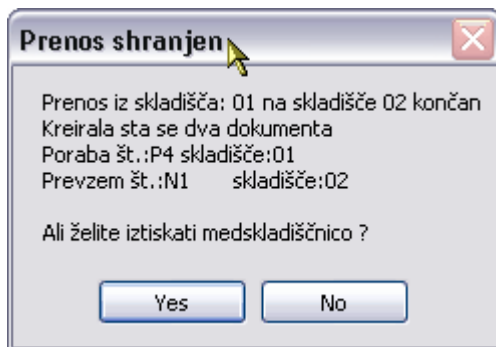 Prenos shranjen
Prenos iz skladišča: 01 na skladišče 02 končan
Kreirala sta se dva dokumenta
Poraba št.:P4 skladišče:01
Prevzem št.:N1 skladišče:02
Ali želite iztiskati medskladiščnico ?
Yes No